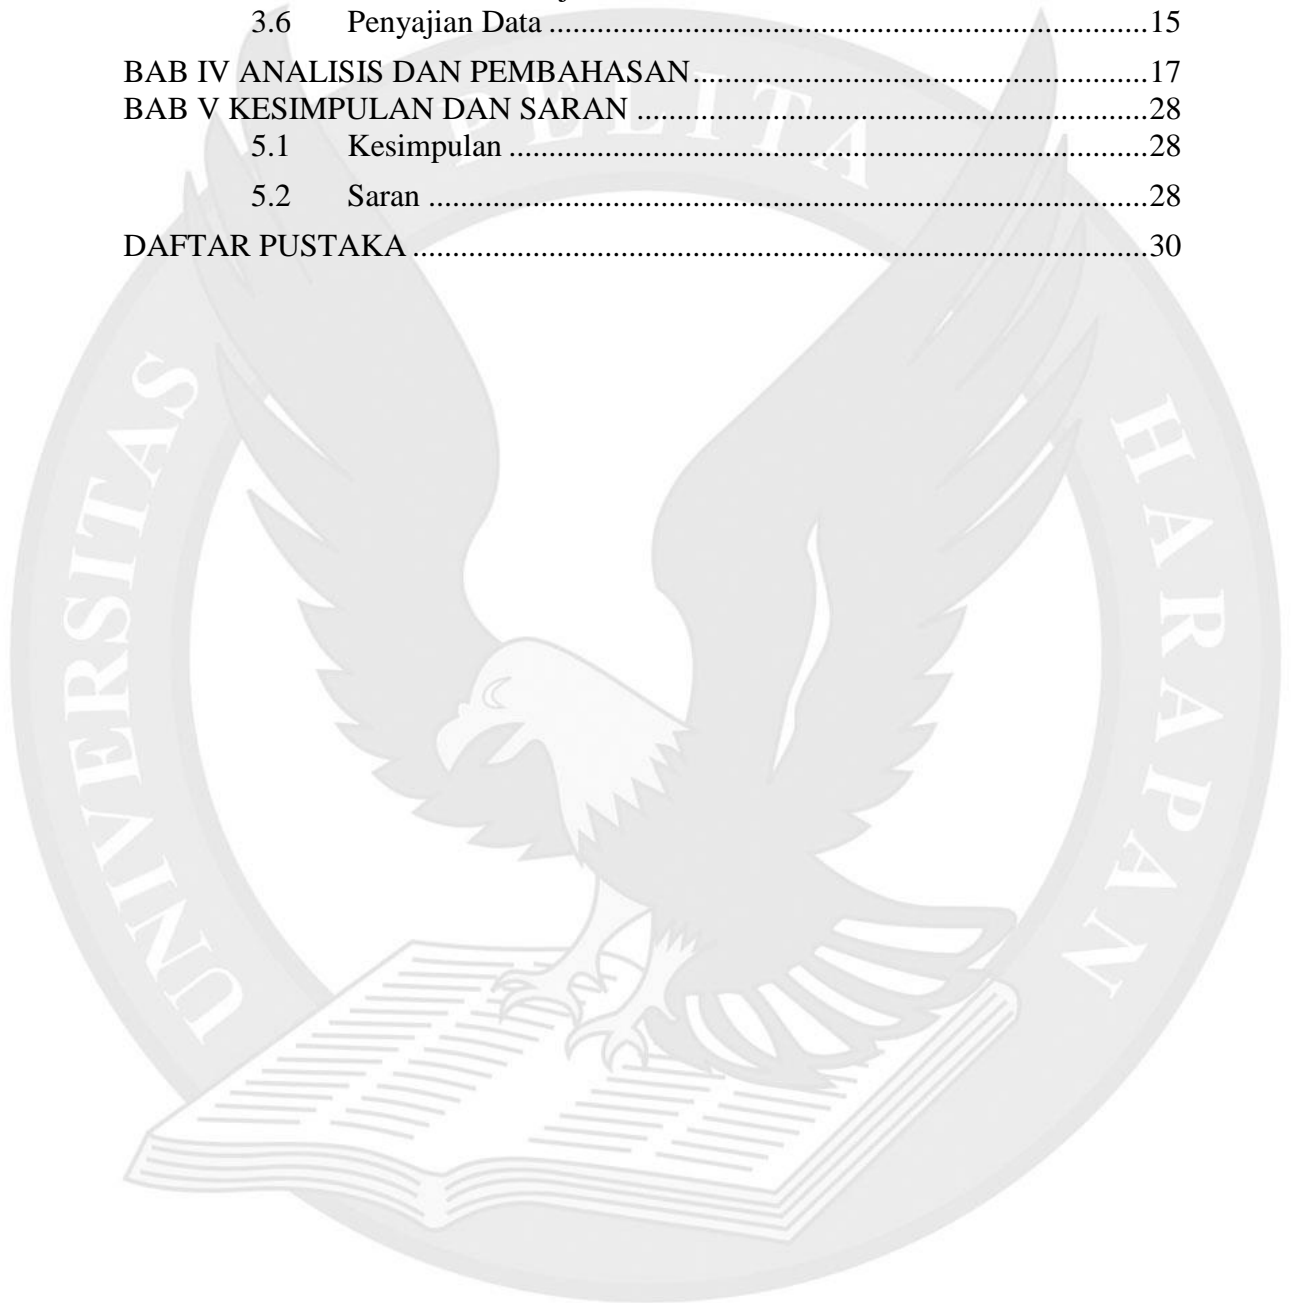 3.6 Penyajian Data ........................................................................... 15
BAB IV ANALISIS DAN PEMBAHASAN ......................................................... 17
BAB V KESIMPULAN DAN SARAN ................................................................ 28
5.1 Kesimpulan ................................................................................ 28
5.2 Saran .......................................................................................... 28
DAFTAR PUSTAKA ............................................................................................ 30
UNIVERSITAS PELITA HARAPAN